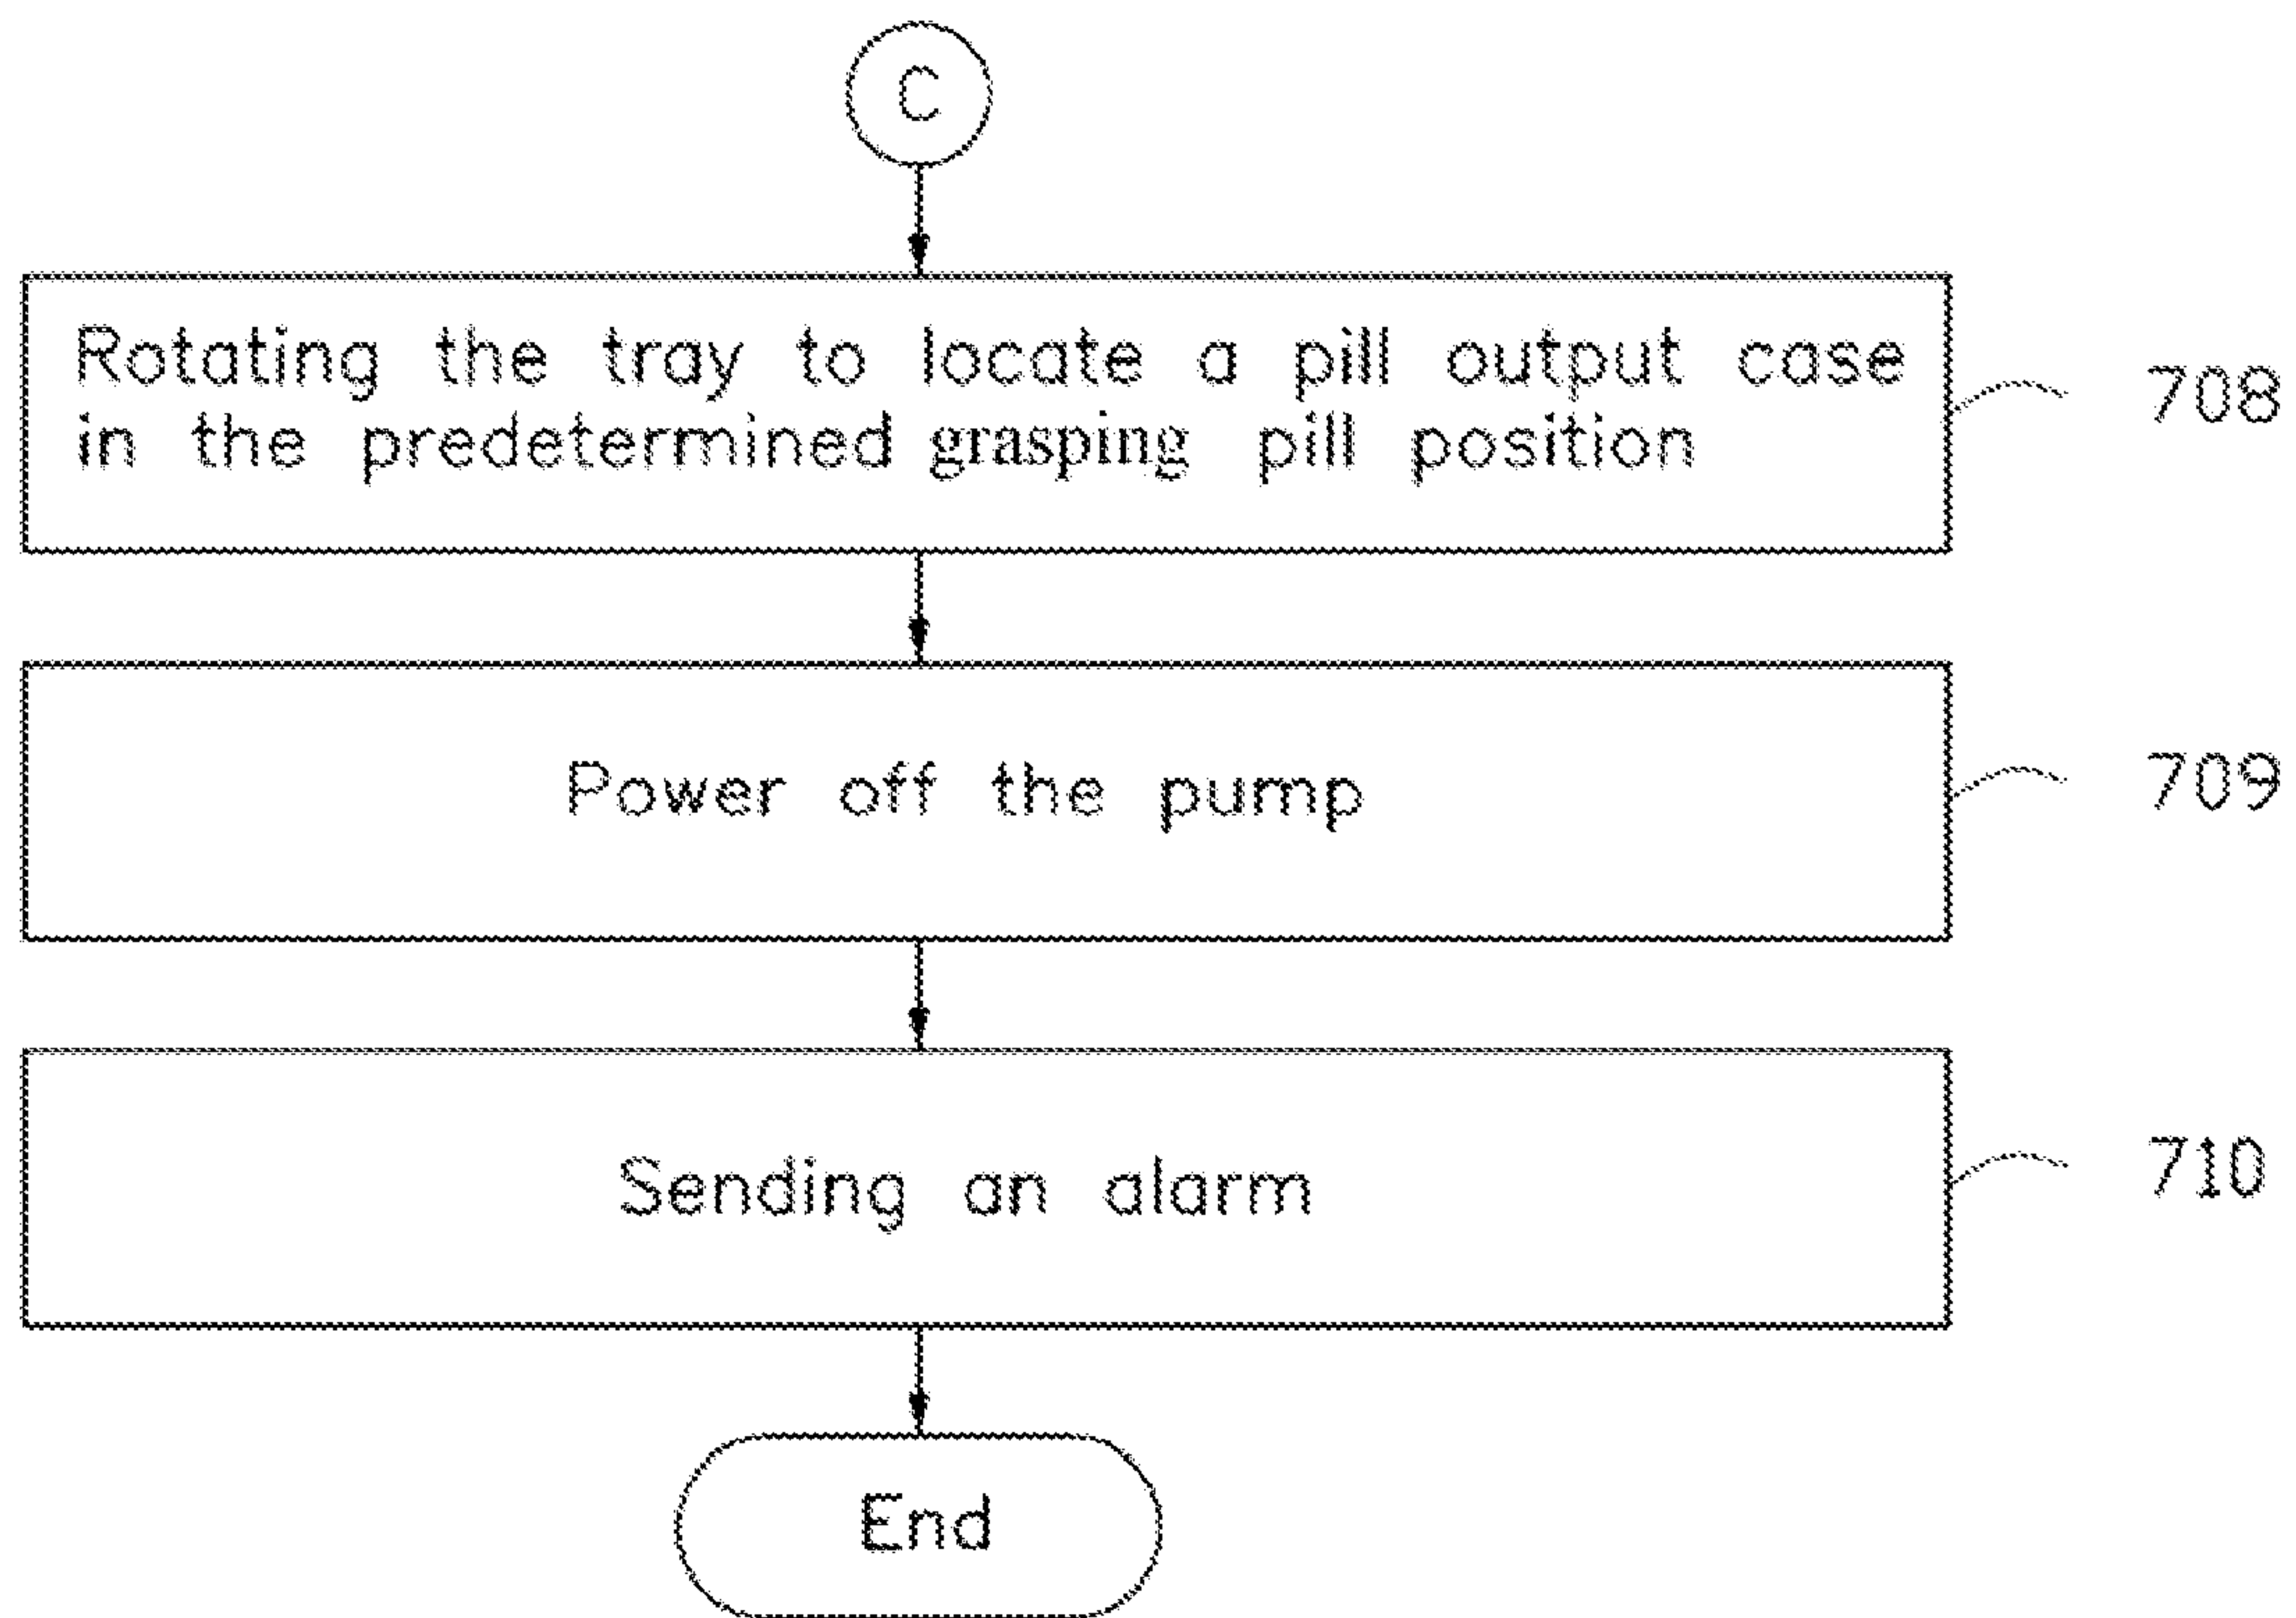 C
Rotating the tray to locate a pill output case
in the predetermined grasping pill position
708
Power off the pump
709
Sending an alarm
710
End